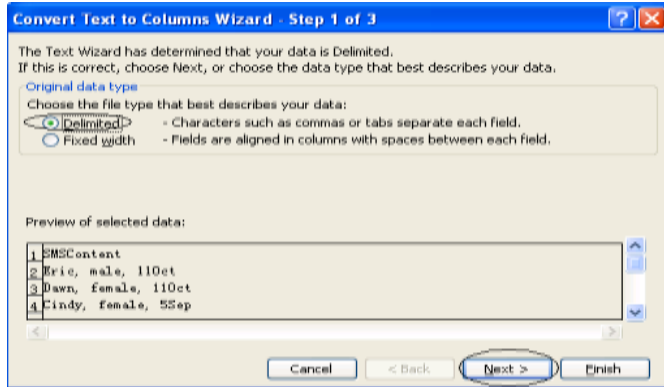 Convert Text to Columns Wizard - Step 1 of 3
The Text Wizard has determined that your data is Delimited.
If this is correct, choose Next, or choose the data type that best describes your data.
Original data type
Choose the file type that best describes your data:
Delimited - Characters such as commas or tabs separate each field.
Fixed width - Fields are aligned in columns with spaces between each field.
Preview of selected data:
1 SMSContent
2 Eric, male, 11Oct
3 Dawn, female, 11Oct
4 Cindy, female, 5Sep
Cancel < Back Next > Finish